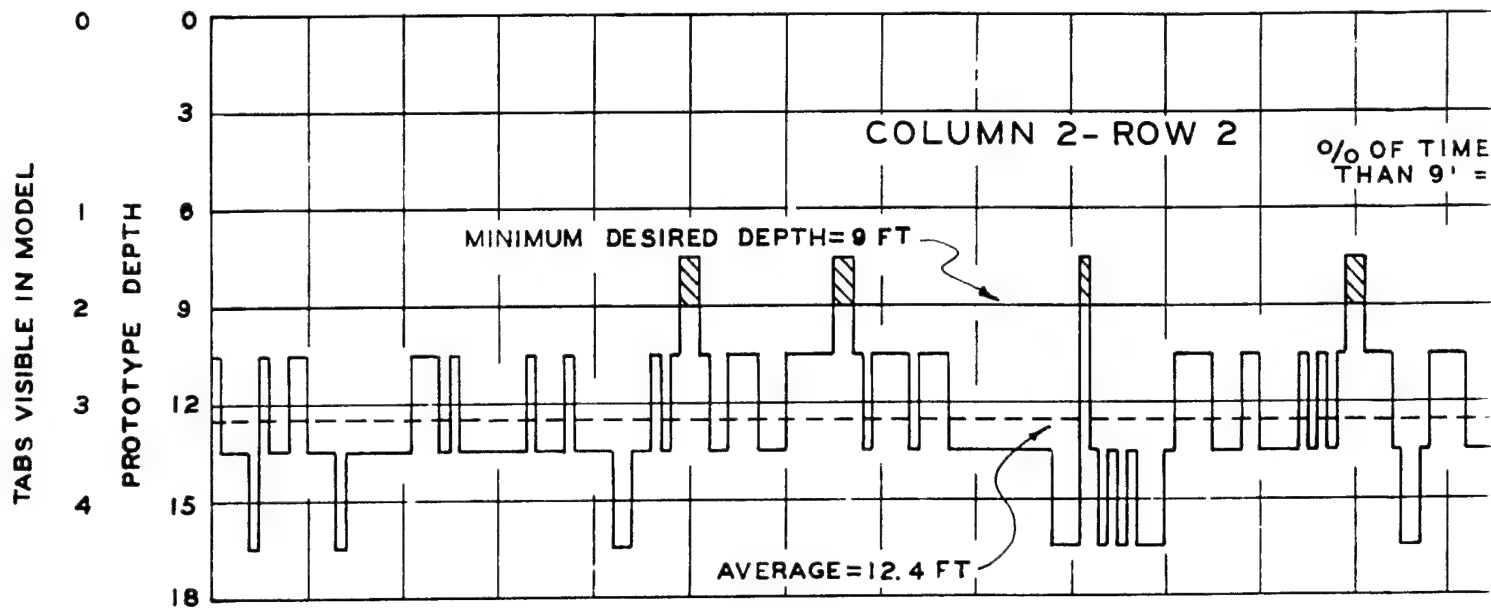 TABS VISIBLE IN MODEL
0
1
2
3
4
PROTOTYPE DEPTH
0
3
6
9
12
15
18
COLUMN 2-ROW 2
% OF TIME
THAN 9' =
MINIMUM DESIRED DEPTH=9 FT
AVERAGE=12.4 FT